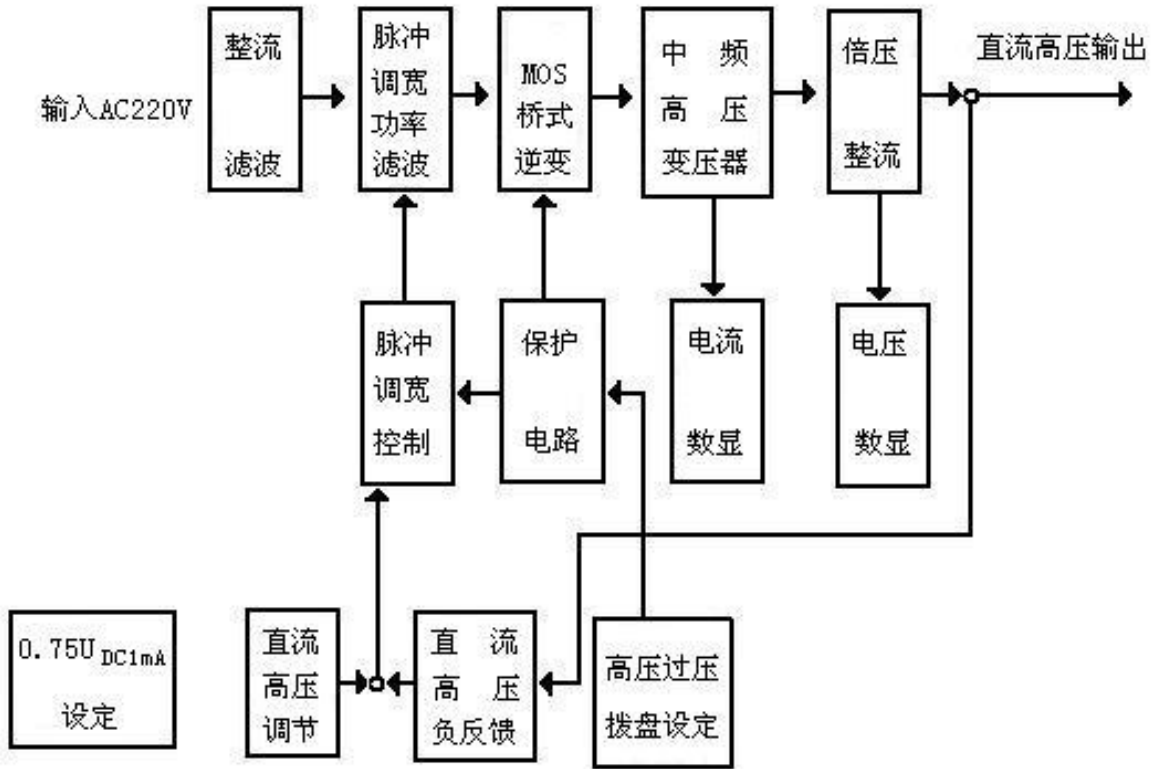 整流
滤波
脉冲
调宽
功率
滤波
MOS
桥式
逆变
中频
高压
变压器
倍压
整流
直流高压输出
输入AC220V
脉冲
调宽
控制
保护
电路
电流
数显
电压
数显
0.75U DC1mA
设定
直流
高压
调节
直流
高压
负反馈
高压过压
拨盘设定